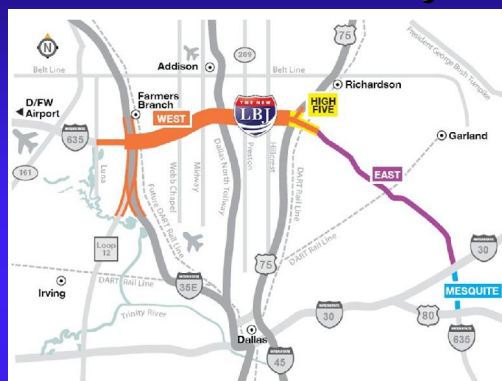 N
75
289
Addison
Belt Line
Belt Line
President George Bush Turnpike
D/FW
Airport
Farmers
Branch
THE NEW
LBJ
Richardson
HIGH
FIVE
WEST
635
Garland
161
Luna
Webb Chapel
Midway
Dallas North Tollway
Preston
Hillcrest
DART Rail Line
EAST
Future DART Rail Line
Loop
12
75
DART Rail Line
30
Irving
DART Rail Line
35E
MESQUITE
Trinity River
30
80
Dallas
635
45